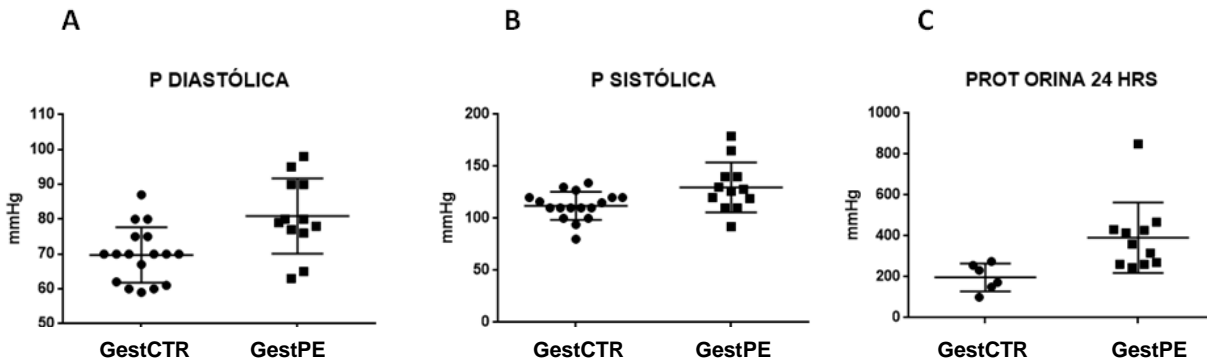 A
P DIASTÓLICA
mmHg
110
100
90
80
70
60
50
GestCTR GestPE
B
P SISTÓLICA
mmHg
200
150
100
50
0
GestCTR GestPE
C
PROT ORINA 24 HRS
mmHg
1000
800
600
400
200
0
GestCTR GestPE